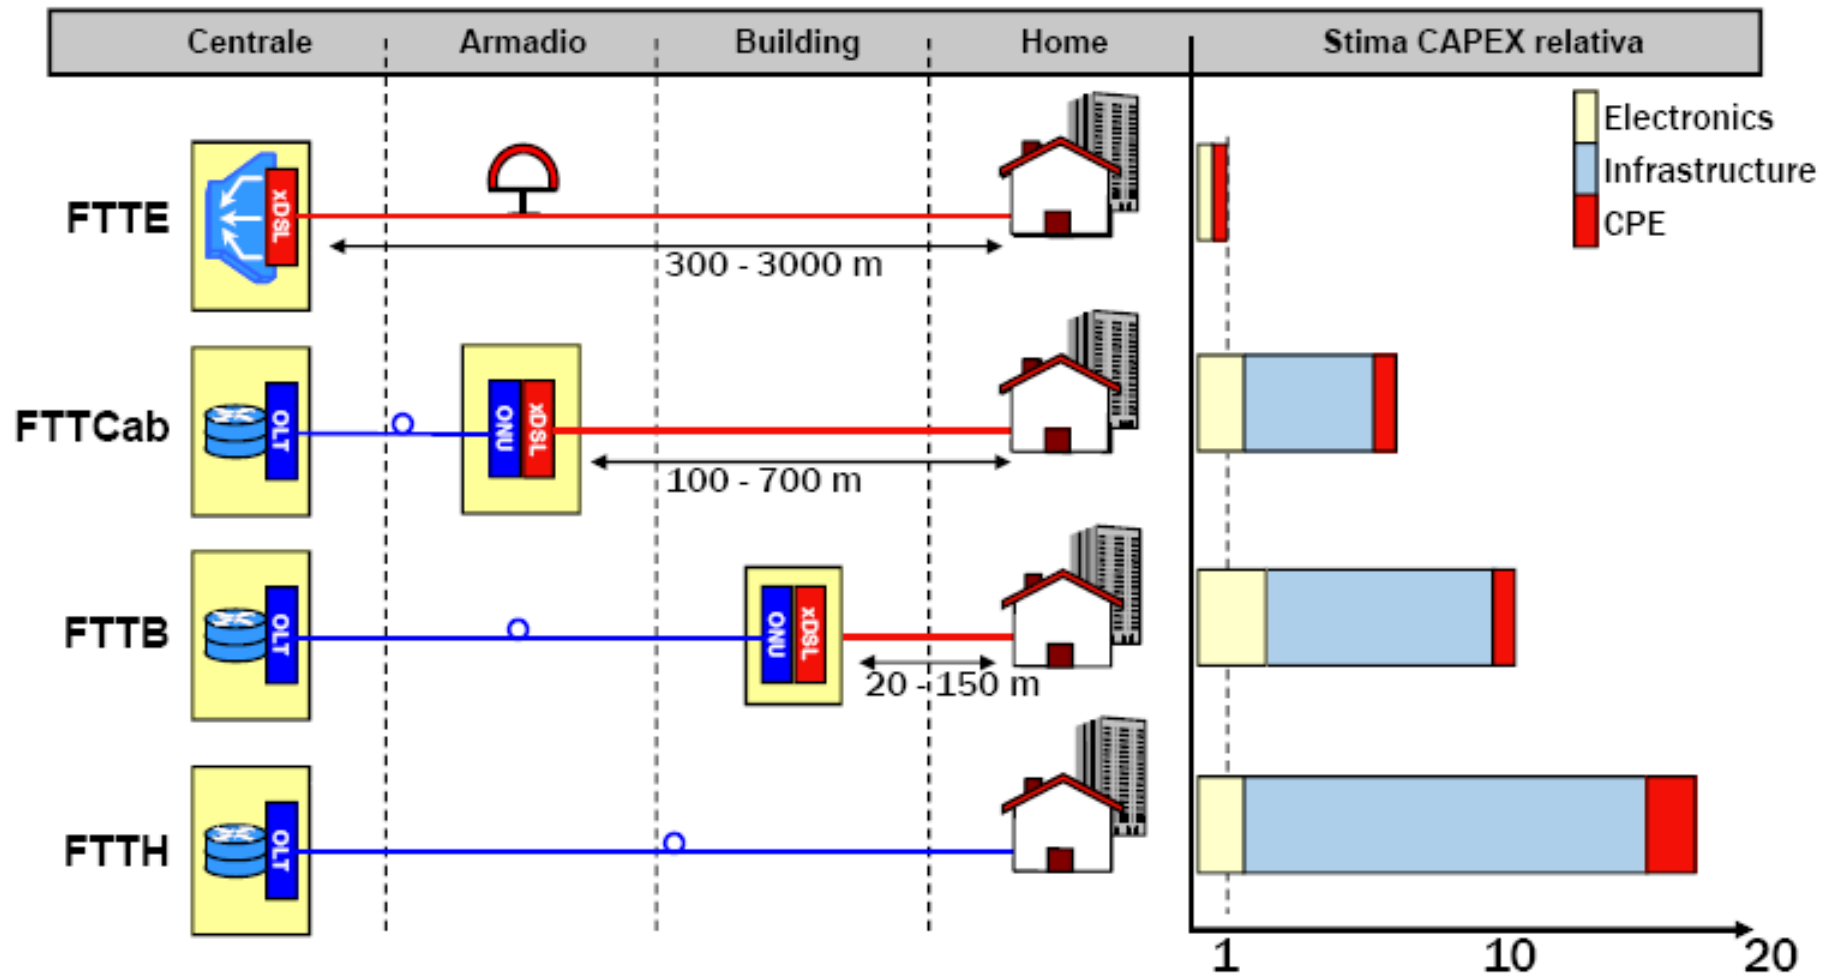 Centrale Armadio Building Home Stima CAPEX relativa
Electronics
Infrastructure
CPE
FTTE
xDSL
300 - 3000 m
FTTCab
OLT
ONU
xDSL
100 - 700 m
FTTB
OLT
ONU
xDSL
20 - 150 m
FTTH
OLT
1 10 20